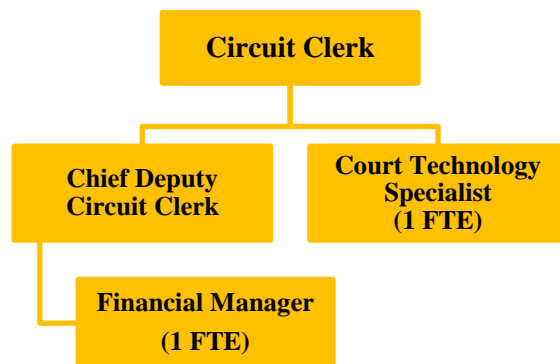 Circuit Clerk
Chief Deputy
Circuit Clerk
Court Technology
Specialist
(1 FTE)
Financial Manager
(1 FTE)